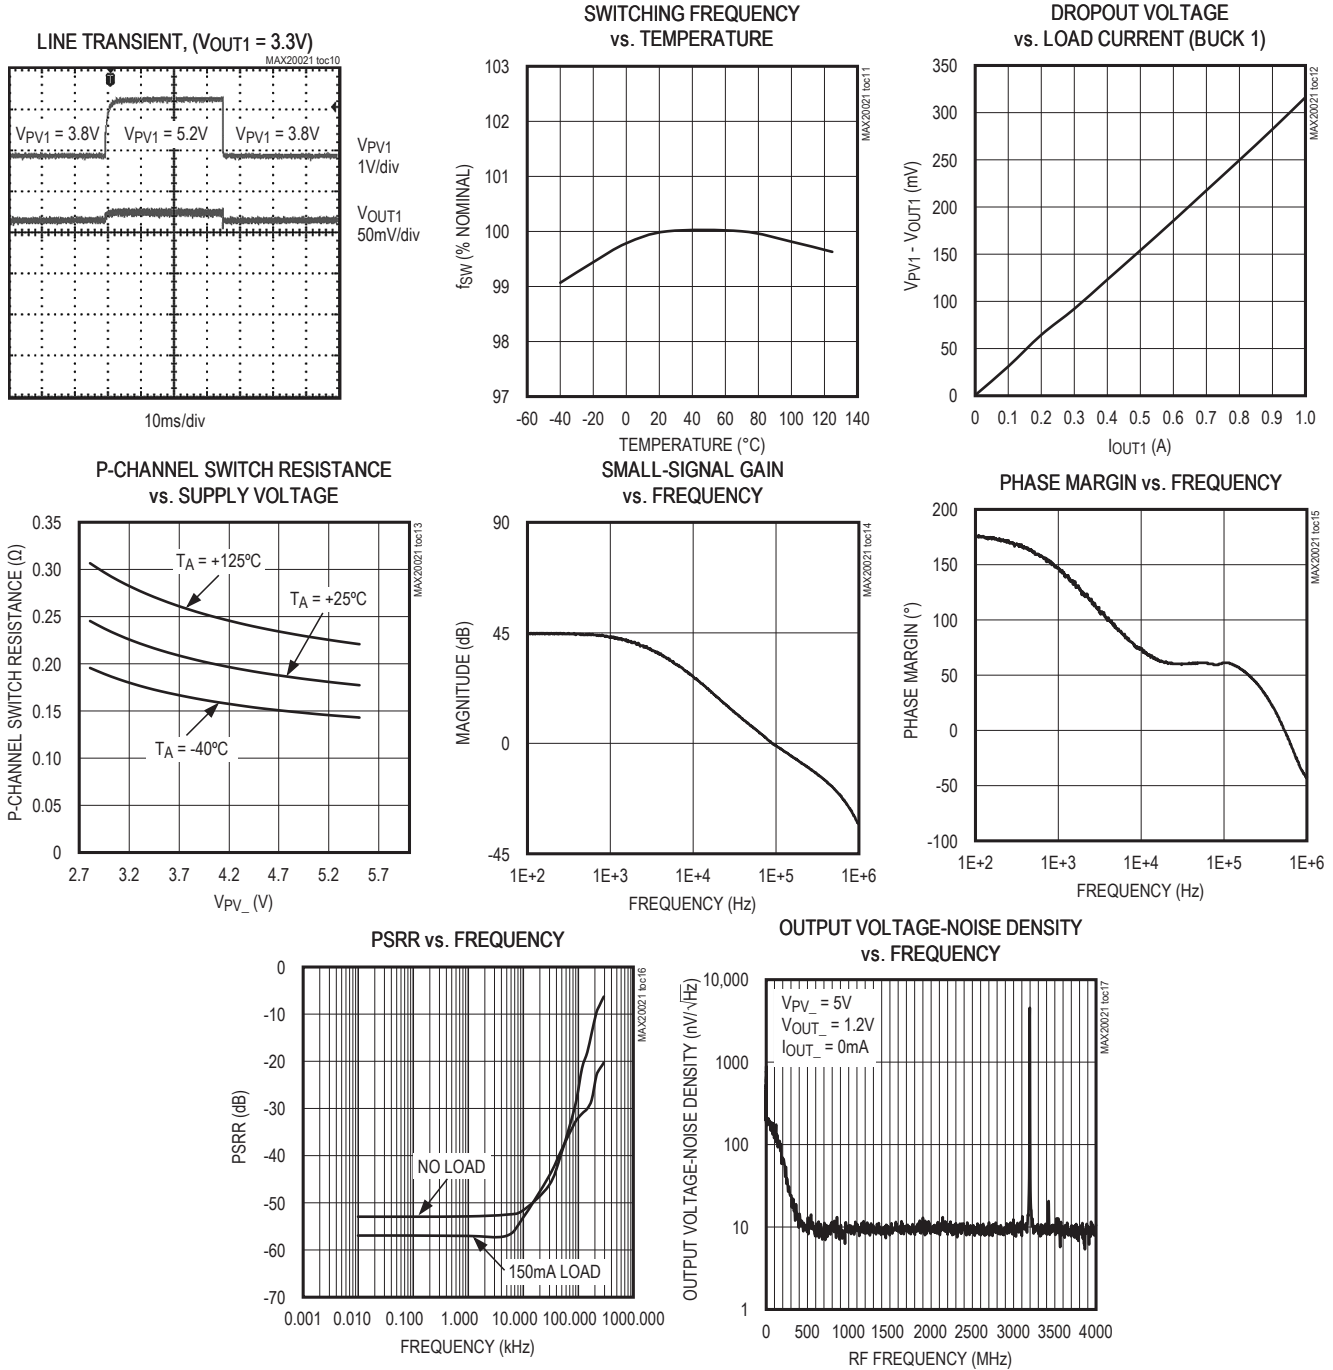 LINE TRANSIENT, (VOUT1 = 3.3V)
MAX20021 toc10
VPV1 = 3.8V
VPV1 = 5.2V
VPV1 = 3.8V
VPV1
1V/div
VOUT1
50mV/div
10ms/div
SWITCHING FREQUENCY
vs. TEMPERATURE
MAX20021 toc11
fSW (% NOMINAL)
103
102
101
100
99
98
97
-60 -40 -20 0 20 40 60 80 100 120 140
TEMPERATURE (°C)
DROPOUT VOLTAGE
vs. LOAD CURRENT (BUCK 1)
MAX20021 toc12
VPV1 - VOUT1 (mV)
350
300
250
200
150
100
50
0
0 0.1 0.2 0.3 0.4 0.5 0.6 0.7 0.8 0.9 1.0
IOUT1 (A)
P-CHANNEL SWITCH RESISTANCE
vs. SUPPLY VOLTAGE
MAX20021 toc13
P-CHANNEL SWITCH RESISTANCE (Ω)
0.35
0.30
0.25
0.20
0.15
0.10
0.05
0
TA = +125ºC
TA = +25ºC
TA = -40ºC
2.7 3.2 3.7 4.2 4.7 5.2 5.7
VPV_ (V)
SMALL-SIGNAL GAIN
vs. FREQUENCY
MAX20021 toc14
MAGNITUDE (dB)
90
45
0
-45
1E+2 1E+3 1E+4 1E+5 1E+6
FREQUENCY (Hz)
PHASE MARGIN vs. FREQUENCY
MAX20021 toc15
PHASE MARGIN (°)
200
150
100
50
0
-50
-100
1E+2 1E+3 1E+4 1E+5 1E+6
FREQUENCY (Hz)
PSRR vs. FREQUENCY
MAX20021 toc16
PSRR (dB)
0
-10
-20
-30
-40
-50
-60
-70
NO LOAD
150mA LOAD
0.001 0.010 0.100 1.000 10.000 100.000 1000.000
FREQUENCY (kHz)
OUTPUT VOLTAGE-NOISE DENSITY
vs. FREQUENCY
MAX20021 toc17
OUTPUT VOLTAGE-NOISE DENSITY (nV/√Hz)
10,000
1000
100
10
1
VPV_ = 5V
VOUT_ = 1.2V
IOUT_ = 0mA
0 500 1000 1500 2000 2500 3000 3500 4000
RF FREQUENCY (MHz)